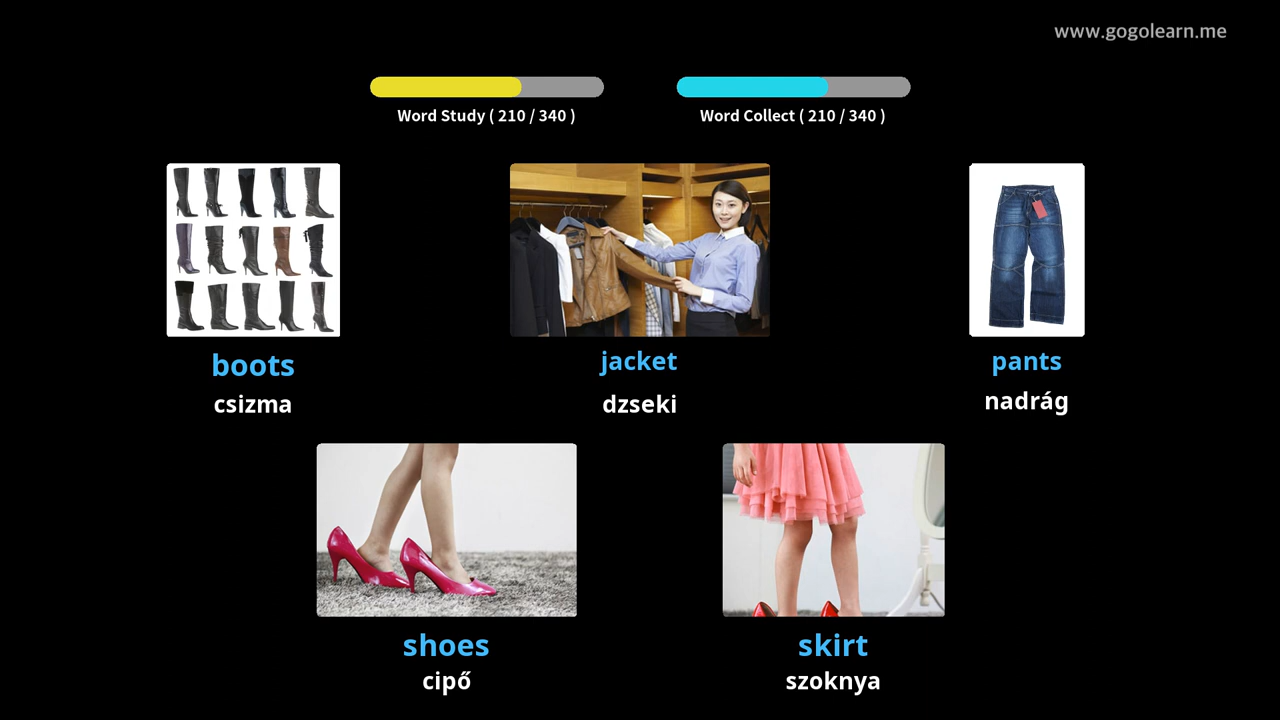 www.gogolearn.me
Word Study ( 210 / 340 )
Word Collect ( 210 / 340 )
boots
csizma
jacket
dzseki
pants
nadrág
shoes
cipő
skirt
szoknya